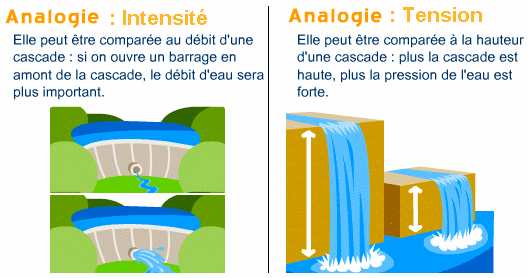 Analogie : Intensité
Elle peut être comparée au débit d'une
cascade : si on ouvre un barrage en
amont de la cascade, le débit d'eau sera
plus important.
Analogie : Tension
Elle peut être comparée à la hauteur
d'une cascade : plus la cascade est
haute, plus la pression de l'eau est
forte.